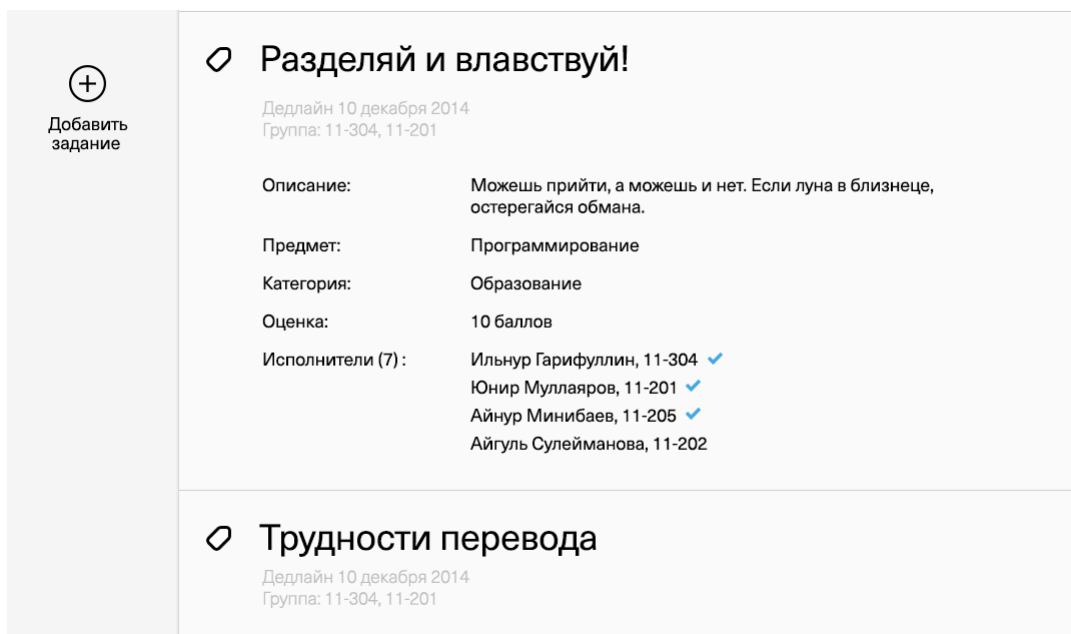 Добавить
задание
Разделяй и влавствуй!
Дедлайн 10 декабря 2014
Группа: 11-304, 11-201
Описание: Можешь прийти, а можешь и нет. Если луна в близнеце,
остерегайся обмана.
Предмет: Программирование
Категория: Образование
Оценка: 10 баллов
Исполнители (7) : Ильнур Гарифуллин, 11-304
Юнир Муллаяров, 11-201
Айнур Минибаев, 11-205
Айгуль Сулейманова, 11-202
Трудности перевода
Дедлайн 10 декабря 2014
Группа: 11-304, 11-201